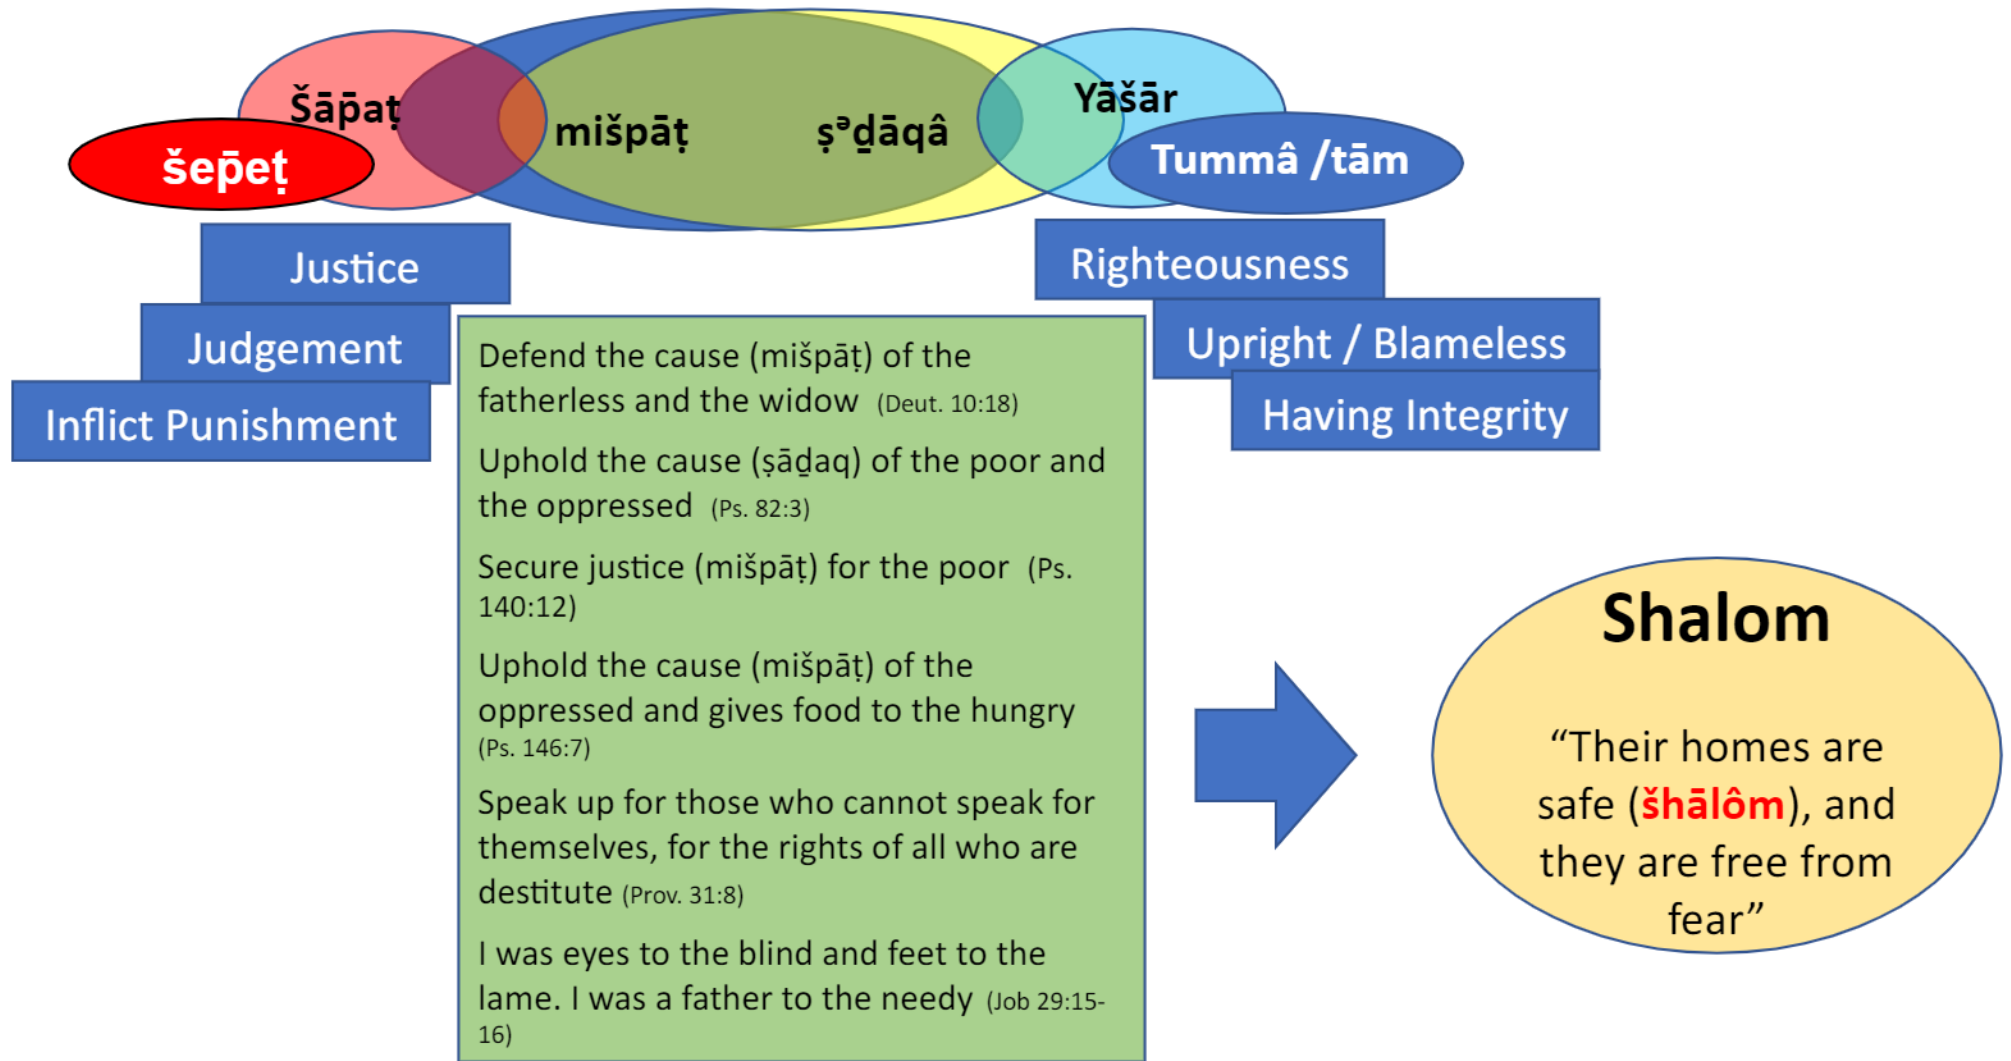 Šāp̄aṭ
šep̄eṭ
mišpāṭ
ṣᵊḏāqâ
Yāšār
Tummâ /tām
Justice
Judgement
Inflict Punishment
Righteousness
Upright / Blameless
Having Integrity
Defend the cause (mišpāṭ) of the
fatherless and the widow (Deut. 10:18)
Uphold the cause (ṣāḏaq) of the poor and
the oppressed (Ps. 82:3)
Secure justice (mišpāṭ) for the poor (Ps.
140:12)
Uphold the cause (mišpāṭ) of the
oppressed and gives food to the hungry
(Ps. 146:7)
Speak up for those who cannot speak for
themselves, for the rights of all who are
destitute (Prov. 31:8)
I was eyes to the blind and feet to the
lame. I was a father to the needy (Job 29:15-
16)
Shalom
“Their homes are
safe (šhālôm), and
they are free from
fear”